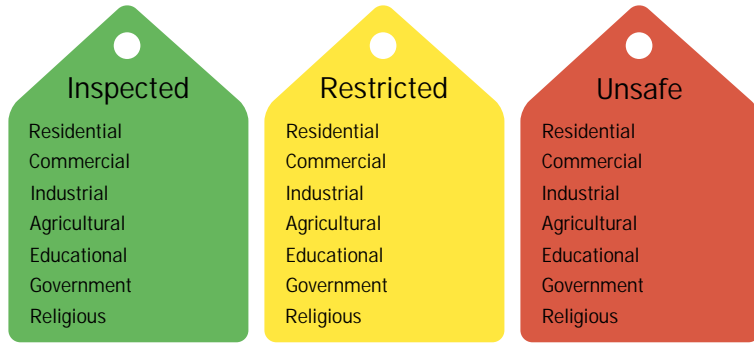 Inspected
Residential
Commercial
Industrial
Agricultural
Educational
Government
Religious
Restricted
Residential
Commercial
Industrial
Agricultural
Educational
Government
Religious
Unsafe
Residential
Commercial
Industrial
Agricultural
Educational
Government
Religious